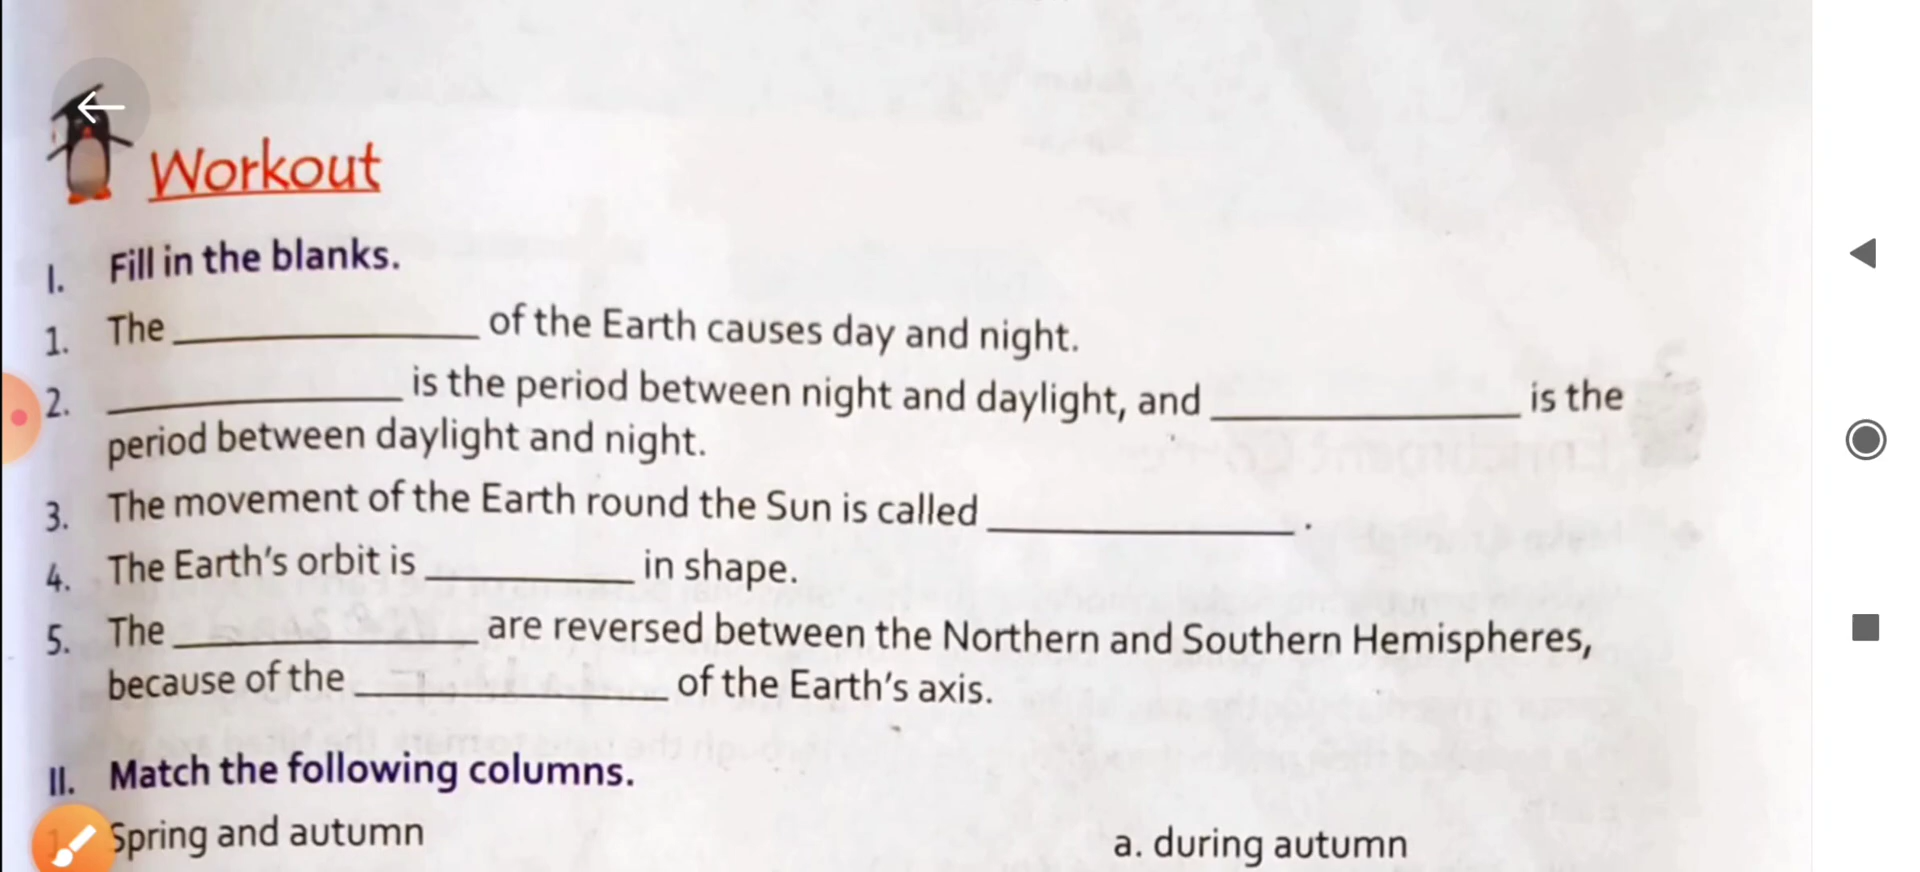 Workout
I. Fill in the blanks.
1. The ____________ of the Earth causes day and night.
2. ____________ is the period between night and daylight, and ____________ is the
period between daylight and night.
3. The movement of the Earth round the Sun is called ____________.
4. The Earth's orbit is ________ in shape.
5. The ____________ are reversed between the Northern and Southern Hemispheres,
because of the ____________ of the Earth's axis.
II. Match the following columns.
Spring and autumn
a. during autumn